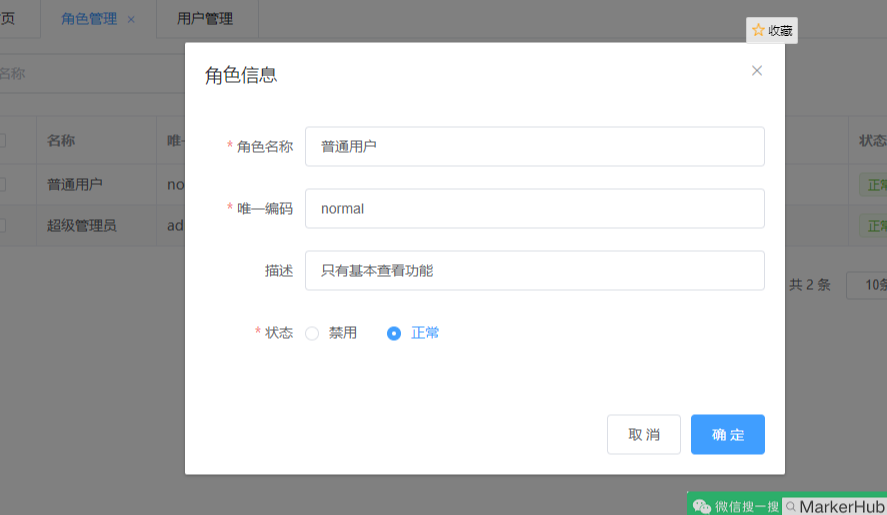 页 角色管理 × 用户管理
收藏
名称
角色信息
名称 唯一 状态
* 角色名称 普通用户
普通用户 no 正常
* 唯一编码 normal
超级管理员 ad 正常
描述 只有基本查看功能
共 2 条 10条
* 状态 禁用 正常
取 消 确 定
微信搜一搜 MarkerHub